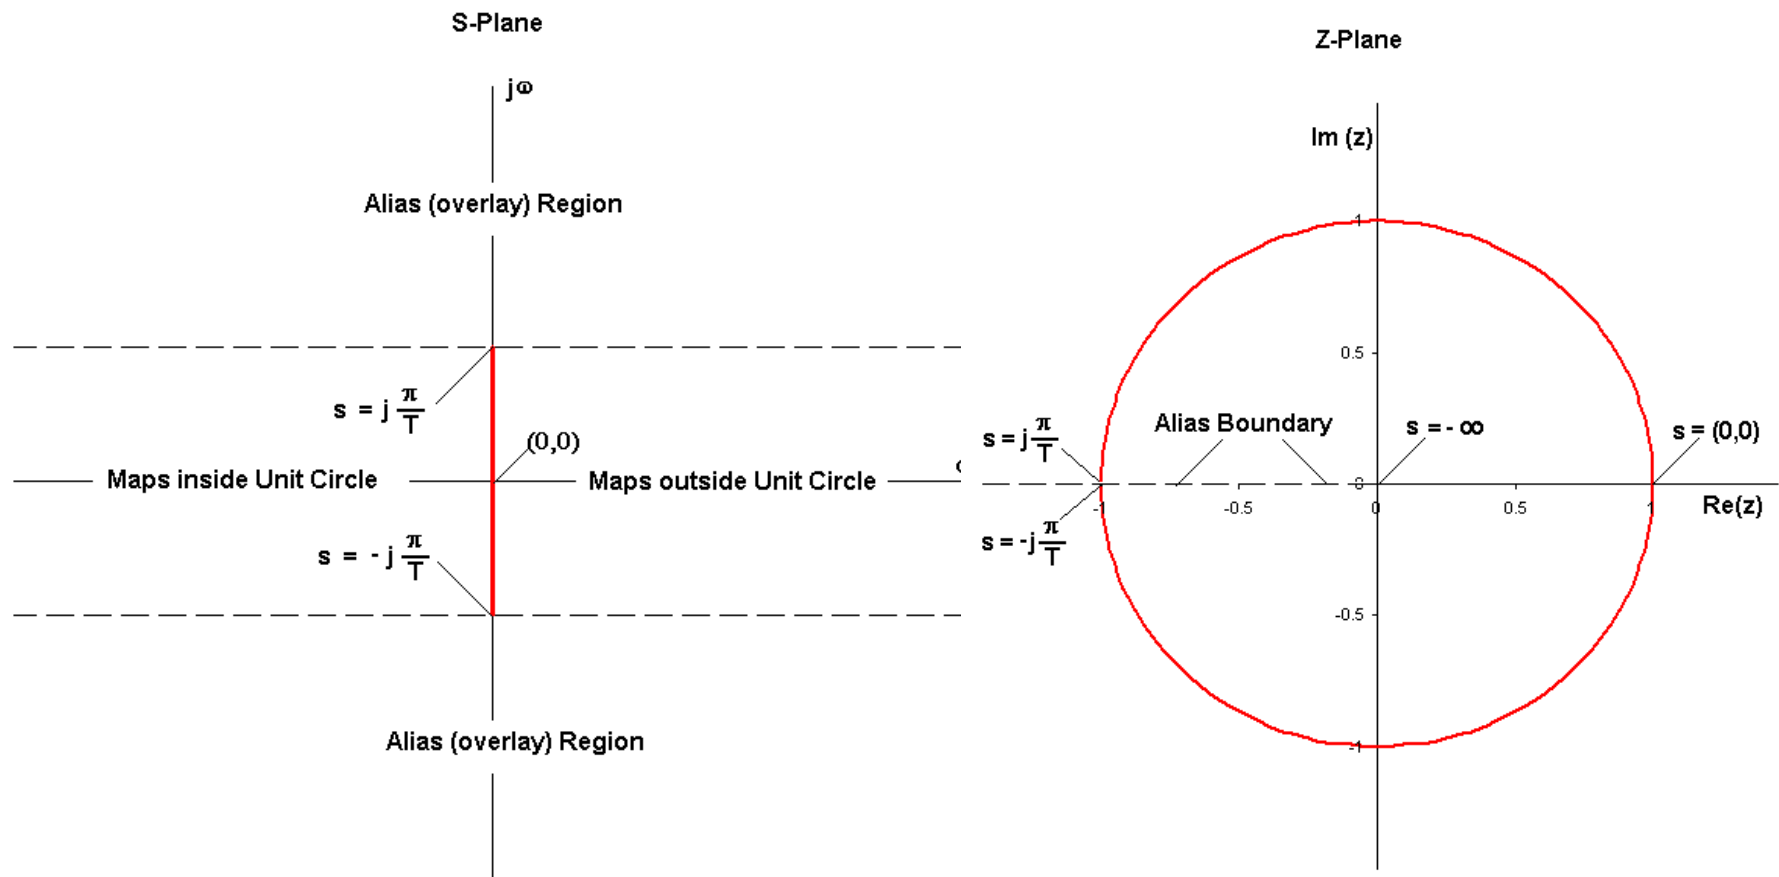 S-Plane
jω
Alias (overlay) Region
s = j π/T
(0,0)
Maps inside Unit Circle
Maps outside Unit Circle
s = - j π/T
Alias (overlay) Region
Z-Plane
Im (z)
1
0.5
s = j π/T
Alias Boundary
s = - ∞
s = (0,0)
0
-1
-0.5
0
0.5
1
Re(z)
s = -j π/T
-0.5
-1